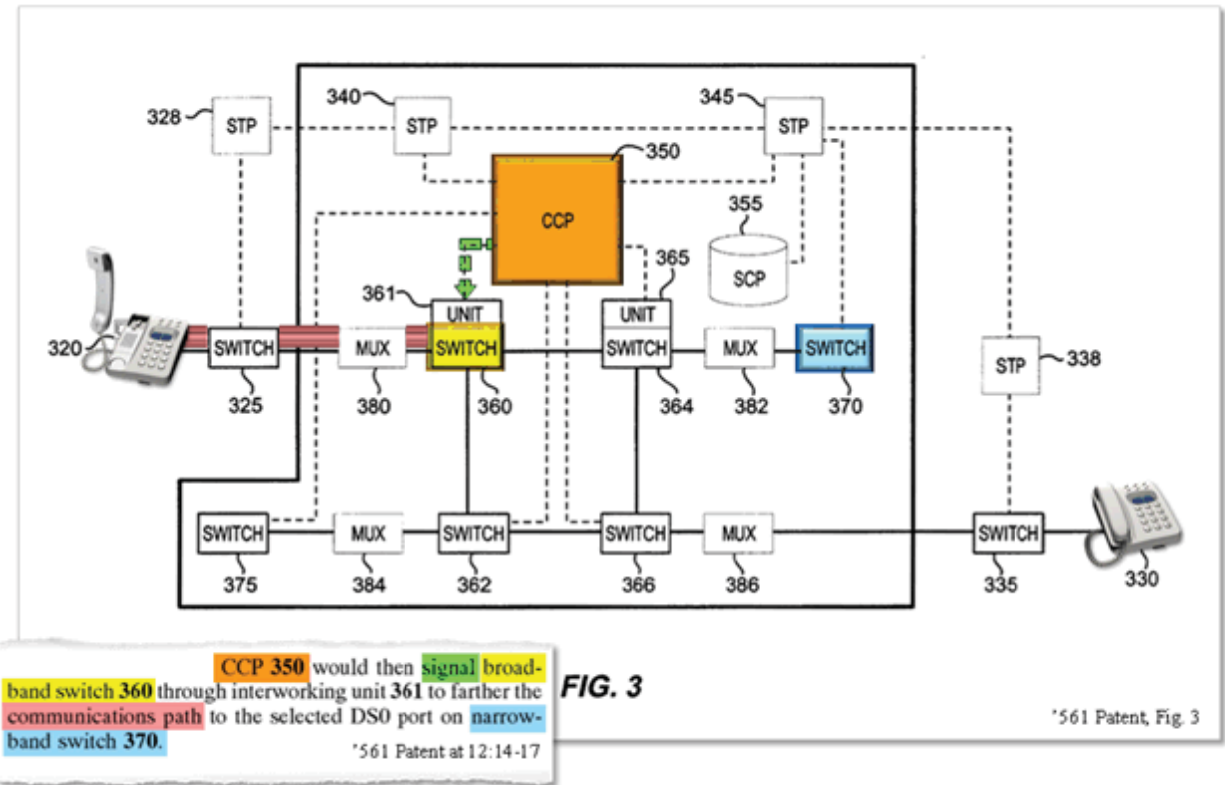 340
345
328
STP
STP
STP
350
CCP
355
365
SCP
361
UNIT
UNIT
320
SWITCH
MUX
SWITCH
SWITCH
MUX
SWITCH
STP
338
325
380
360
364
382
370
SWITCH
MUX
SWITCH
SWITCH
MUX
SWITCH
375
384
362
366
386
335
330
CCP 350 would then signal broad-
band switch 360 through interworking unit 361 to farther the
communications path to the selected DS0 port on narrow-
band switch 370.
'561 Patent at 12:14-17
FIG. 3
'561 Patent, Fig. 3